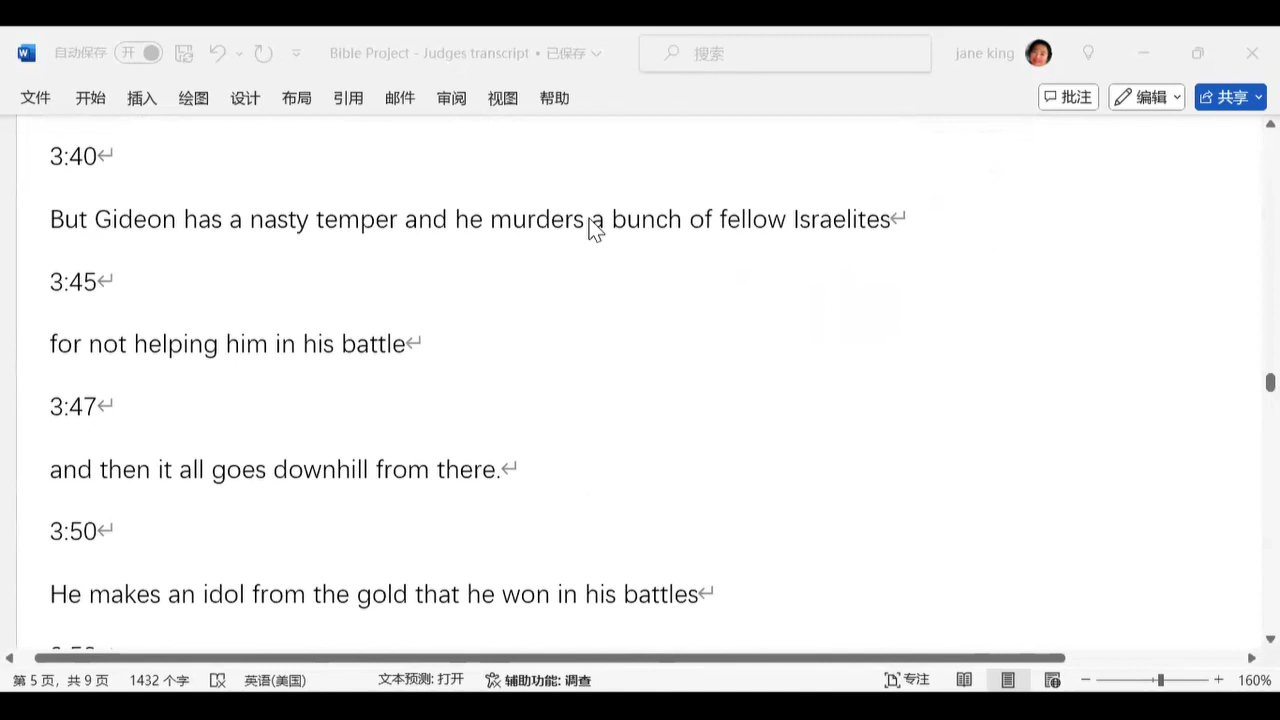 自动保存 开 Bible Project - Judges transcript • 已保存 搜索 jane king
文件 开始 插入 绘图 设计 布局 引用 邮件 审阅 视图 帮助 批注 编辑 共享
3:40
But Gideon has a nasty temper and he murders a bunch of fellow Israelites
3:45
for not helping him in his battle
3:47
and then it all goes downhill from there.
3:50
He makes an idol from the gold that he won in his battles
第 5 页，共 9 页 1432 个字 英语(美国) 文本预测: 打开 辅助功能: 调查 专注 160%